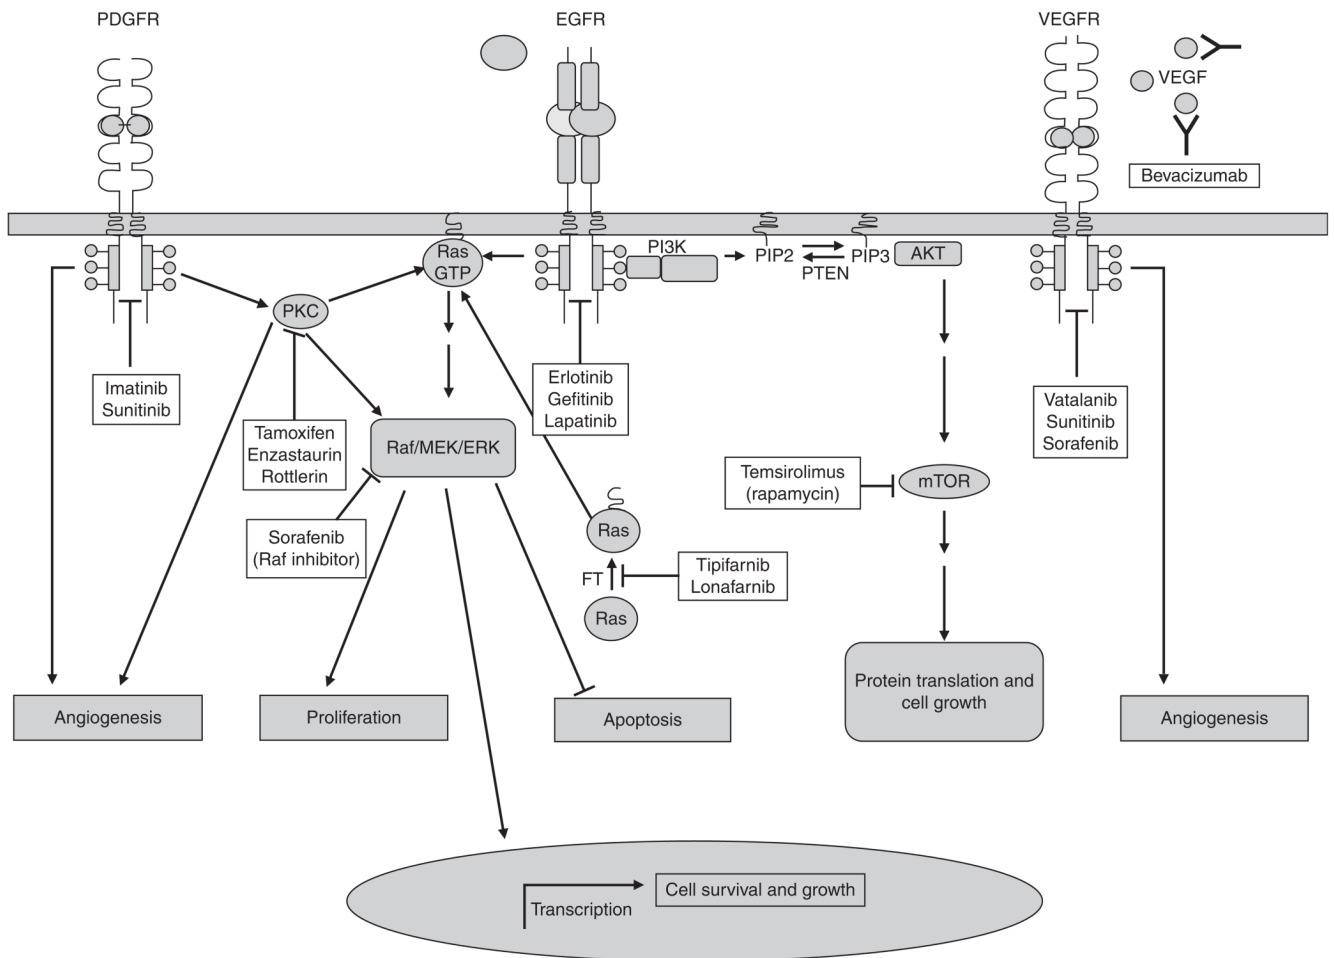 PDGFR
EGFR
VEGFR
VEGF
Bevacizumab
Ras
GTP
PI3K
PIP2
PTEN
PIP3
AKT
PKC
Imatinib
Sunitinib
Erlotinib
Gefitinib
Lapatinib
Vatalanib
Sunitinib
Sorafenib
Tamoxifen
Enzastaurin
Rottlerin
Raf/MEK/ERK
Temsirolimus
(rapamycin)
mTOR
Sorafenib
(Raf inhibitor)
Ras
FT
Tipifarnib
Lonafarnib
Ras
Angiogenesis
Proliferation
Apoptosis
Protein translation and
cell growth
Angiogenesis
Transcription
Cell survival and growth